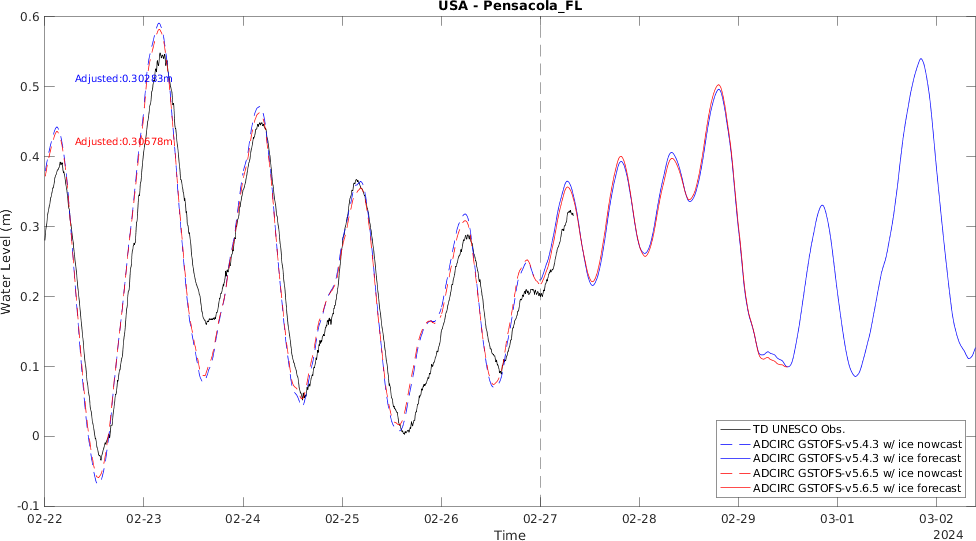 USA - Pensacola_FL
0.6
0.5
0.4
0.3
0.2
0.1
0
-0.1
Water Level (m)
Adjusted:0.30283m
Adjusted:0.30578m
TD UNESCO Obs.
ADCIRC GSTOFS-v5.4.3 w/ ice nowcast
ADCIRC GSTOFS-v5.4.3 w/ ice forecast
ADCIRC GSTOFS-v5.6.5 w/ ice nowcast
ADCIRC GSTOFS-v5.6.5 w/ ice forecast
02-22 02-23 02-24 02-25 02-26 02-27 02-28 02-29 03-01 03-02
Time
2024